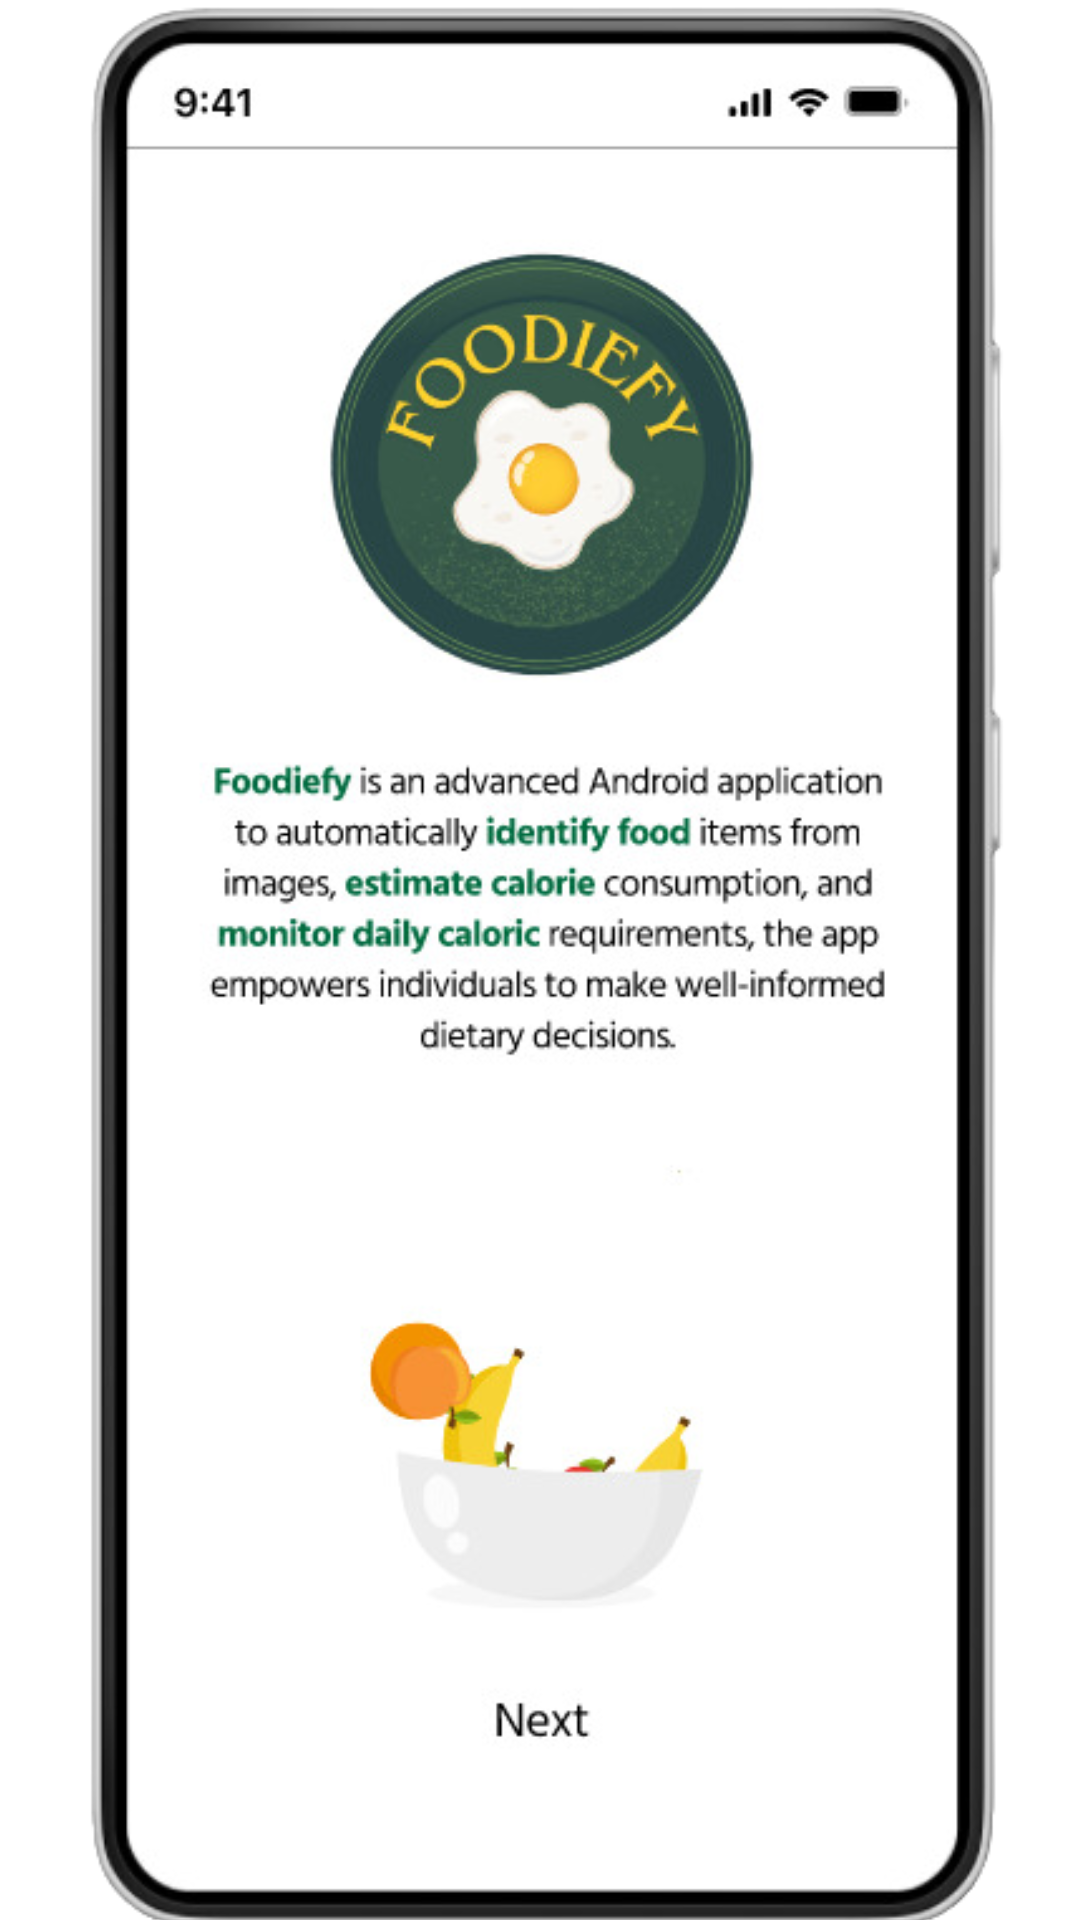 9:41
FOODIEFY
Foodiefy is an advanced Android application
to automatically identify food items from
images, estimate calorie consumption, and
monitor daily caloric requirements, the app
empowers individuals to make well-informed
dietary decisions.
Next